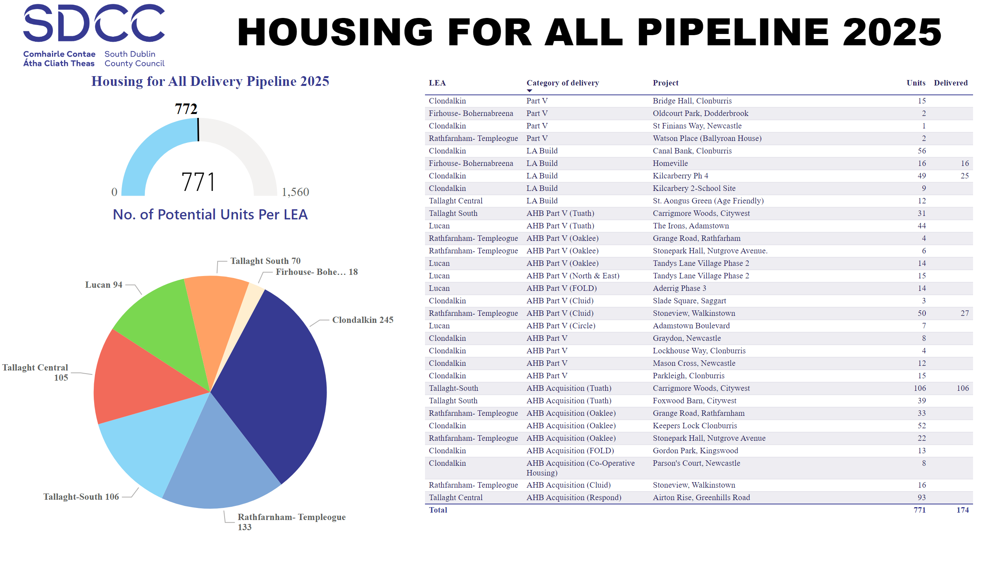 SDCC
Comhairle Contae South Dublin
Átha Cliath Theas County Council
HOUSING FOR ALL PIPELINE 2025
Housing for All Delivery Pipeline 2025
772
771
0 1,560
No. of Potential Units Per LEA
Tallaght South 70
Firhouse- Bohe… 18
Lucan 94
Clondalkin 245
Tallaght Central
105
Tallaght-South 106
Rathfarnham- Templeogue
133
LEA Category of delivery Project Units Delivered
Clondalkin Part V Bridge Hall, Clonburris 15
Firhouse- Bohernabreena Part V Oldcourt Park, Dodderbrook 2
Clondalkin Part V St Finians Way, Newcastle 1
Rathfarnham- Templeogue Part V Watson Place (Ballyroan House) 2
Clondalkin LA Build Canal Bank, Clonburris 56
Firhouse- Bohernabreena LA Build Homeville 16 16
Clondalkin LA Build Kilcarberry Ph 4 49 25
Clondalkin LA Build Kilcarbery 2-School Site 9
Tallaght Central LA Build St. Aongus Green (Age Friendly) 12
Tallaght South AHB Part V (Tuath) Carrigmore Woods, Citywest 31
Lucan AHB Part V (Tuath) The Irons, Adamstown 44
Rathfarnham- Templeogue AHB Part V (Oaklee) Grange Road, Rathfarham 4
Rathfarnham- Templeogue AHB Part V (Oaklee) Stonepark Hall, Nutgrove Avenue. 6
Lucan AHB Part V (Oaklee) Tandys Lane Village Phase 2 14
Lucan AHB Part V (North & East) Tandys Lane Village Phase 2 15
Lucan AHB Part V (FOLD) Aderrig Phase 3 14
Clondalkin AHB Part V (Cluid) Slade Square, Saggart 3
Rathfarnham- Templeogue AHB Part V (Cluid) Stoneview, Walkinstown 50 27
Lucan AHB Part V (Circle) Adamstown Boulevard 7
Clondalkin AHB Part V Graydon, Newcastle 8
Clondalkin AHB Part V Lockhouse Way, Clonburris 4
Clondalkin AHB Part V Mason Cross, Newcastle 12
Clondalkin AHB Part V Parkleigh, Clonburris 15
Tallaght-South AHB Acquisition (Tuath) Carrigmore Woods, Citywest 106 106
Tallaght South AHB Acquisition (Tuath) Foxwood Barn, Citywest 39
Rathfarnham- Templeogue AHB Acquisition (Oaklee) Grange Road, Rathfarnham 33
Clondalkin AHB Acquisition (Oaklee) Keepers Lock Clonburris 52
Rathfarnham- Templeogue AHB Acquisition (Oaklee) Stonepark Hall, Nutgrove Avenue 22
Clondalkin AHB Acquisition (FOLD) Gordon Park, Kingswood 13
Clondalkin AHB Acquisition (Co-Operative Parson's Court, Newcastle 8
Housing)
Rathfarnham- Templeogue AHB Acquisition (Cluid) Stoneview, Walkinstown 16
Tallaght Central AHB Acquisition (Respond) Airton Rise, Greenhills Road 93
Total 771 174